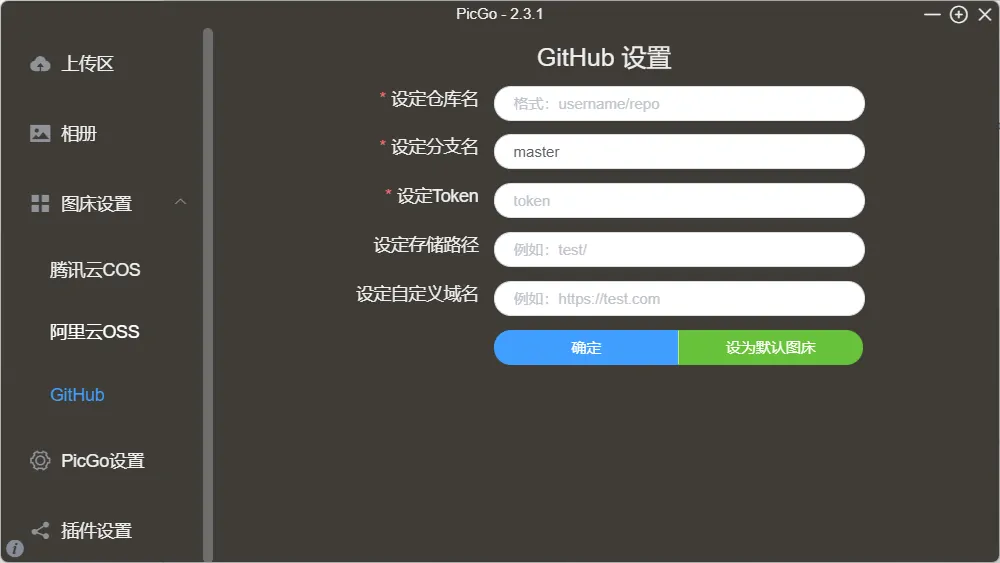 PicGo - 2.3.1
上传区
相册
图床设置
腾讯云COS
阿里云OSS
GitHub
PicGo设置
插件设置
GitHub 设置
* 设定仓库名 格式：username/repo
* 设定分支名 master
* 设定Token token
设定存储路径 例如：test/
设定自定义域名 例如：https://test.com
确定 设为默认图床